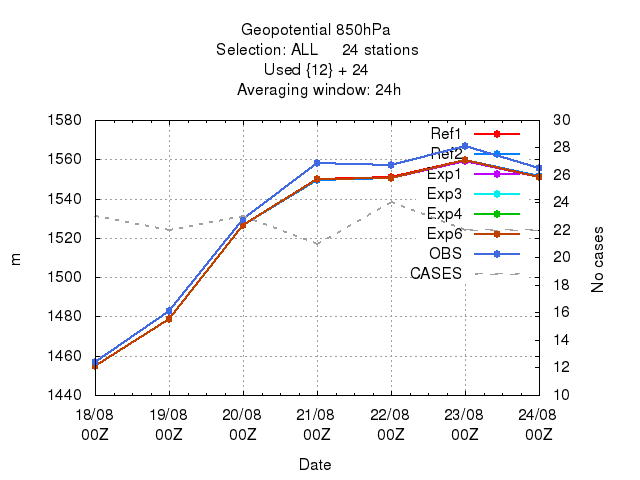 Geopotential 850hPa
Selection: ALL     24 stations
Used {12} + 24
Averaging window: 24h
1580
1560
1540
1520
1500
1480
1460
1440
m
30
28
26
24
22
20
18
16
14
12
10
No cases
Ref1
Ref2
Exp1
Exp3
Exp4
Exp6
OBS
CASES
18/08 19/08 20/08 21/08 22/08 23/08 24/08
00Z 00Z 00Z 00Z 00Z 00Z 00Z
Date